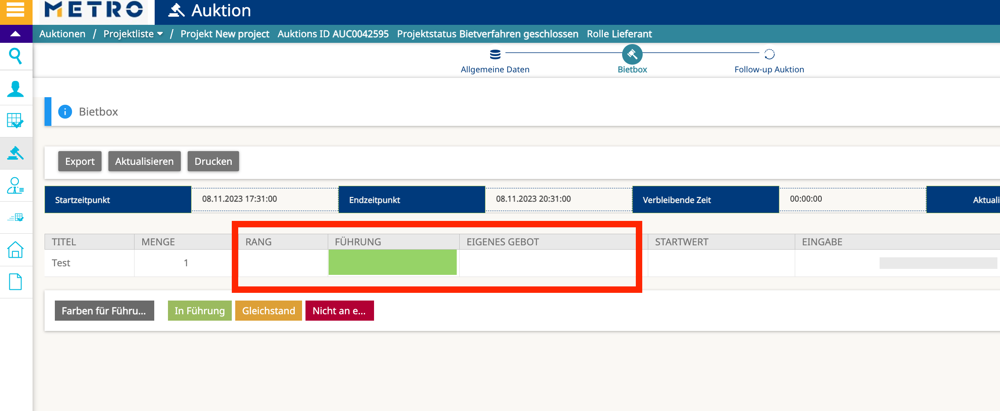 METRO Auktion
Auktionen / Projektliste / Projekt New project Auktions ID AUC0042595 Projektstatus Bietverfahren geschlossen Rolle Lieferant
Allgemeine Daten Bietbox Follow-up Auktion
Bietbox
Export Aktualisieren Drucken
Startzeitpunkt 08.11.2023 17:31:00 Endzeitpunkt 08.11.2023 20:31:00 Verbleibende Zeit 00:00:00 Aktuali
TITEL MENGE RANG FÜHRUNG EIGENES GEBOT STARTWERT EINGABE
Test 1
Farben für Führu... In Führung Gleichstand Nicht an e...